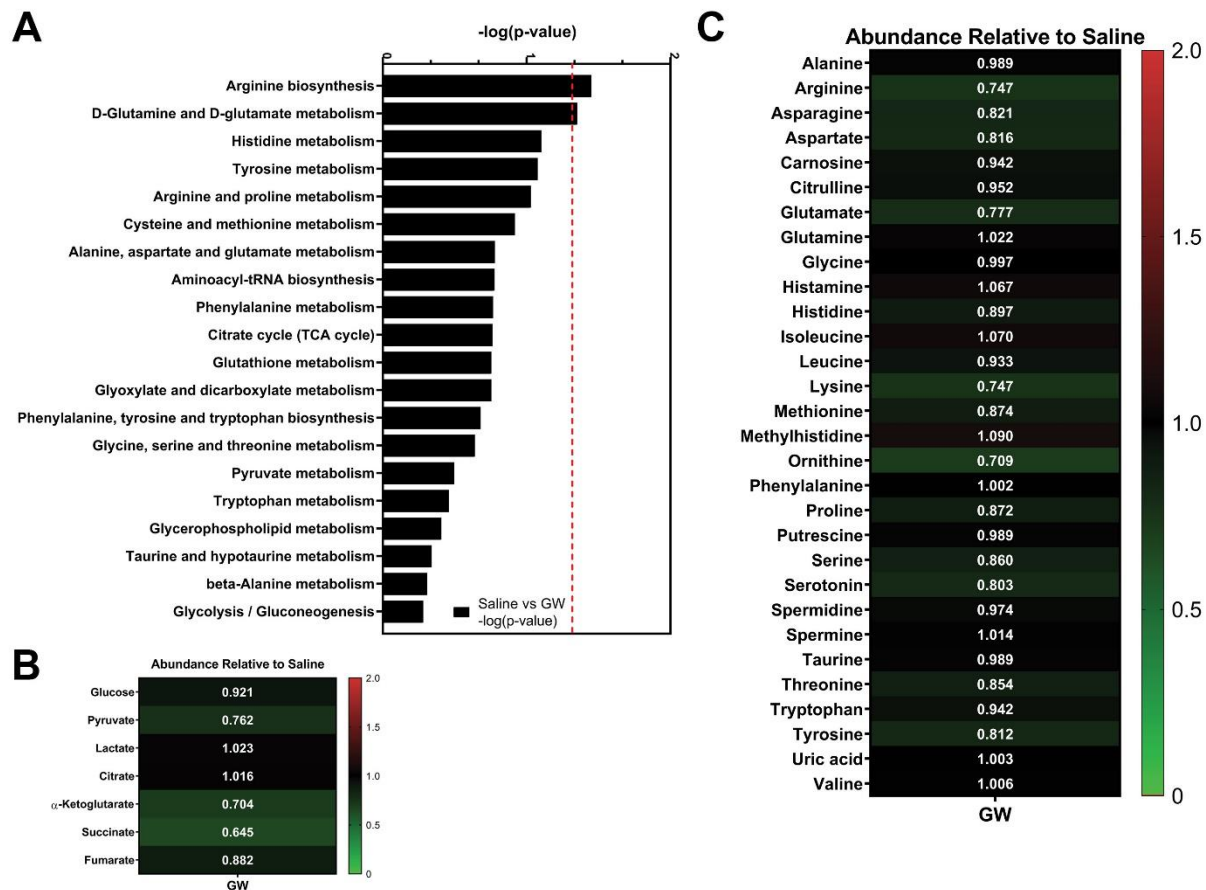 A
-log(p-value)
0 1 2
Arginine biosynthesis
D-Glutamine and D-glutamate metabolism
Histidine metabolism
Tyrosine metabolism
Arginine and proline metabolism
Cysteine and methionine metabolism
Alanine, aspartate and glutamate metabolism
Aminoacyl-tRNA biosynthesis
Phenylalanine metabolism
Citrate cycle (TCA cycle)
Glutathione metabolism
Glyoxylate and dicarboxylate metabolism
Phenylalanine, tyrosine and tryptophan biosynthesis
Glycine, serine and threonine metabolism
Pyruvate metabolism
Tryptophan metabolism
Glycerophospholipid metabolism
Taurine and hypotaurine metabolism
beta-Alanine metabolism
Glycolysis / Gluconeogenesis
Saline vs GW
-log(p-value)
B
Abundance Relative to Saline
Glucose 0.921
Pyruvate 0.762
Lactate 1.023
Citrate 1.016
α-Ketoglutarate 0.704
Succinate 0.645
Fumarate 0.882
GW
2.0
1.5
1.0
0.5
0
C
Abundance Relative to Saline
Alanine 0.989
Arginine 0.747
Asparagine 0.821
Aspartate 0.816
Carnosine 0.942
Citrulline 0.952
Glutamate 0.777
Glutamine 1.022
Glycine 0.997
Histamine 1.067
Histidine 0.897
Isoleucine 1.070
Leucine 0.933
Lysine 0.747
Methionine 0.874
Methylhistidine 1.090
Ornithine 0.709
Phenylalanine 1.002
Proline 0.872
Putrescine 0.989
Serine 0.860
Serotonin 0.803
Spermidine 0.974
Spermine 1.014
Taurine 0.989
Threonine 0.854
Tryptophan 0.942
Tyrosine 0.812
Uric acid 1.003
Valine 1.006
GW
2.0
1.5
1.0
0.5
0